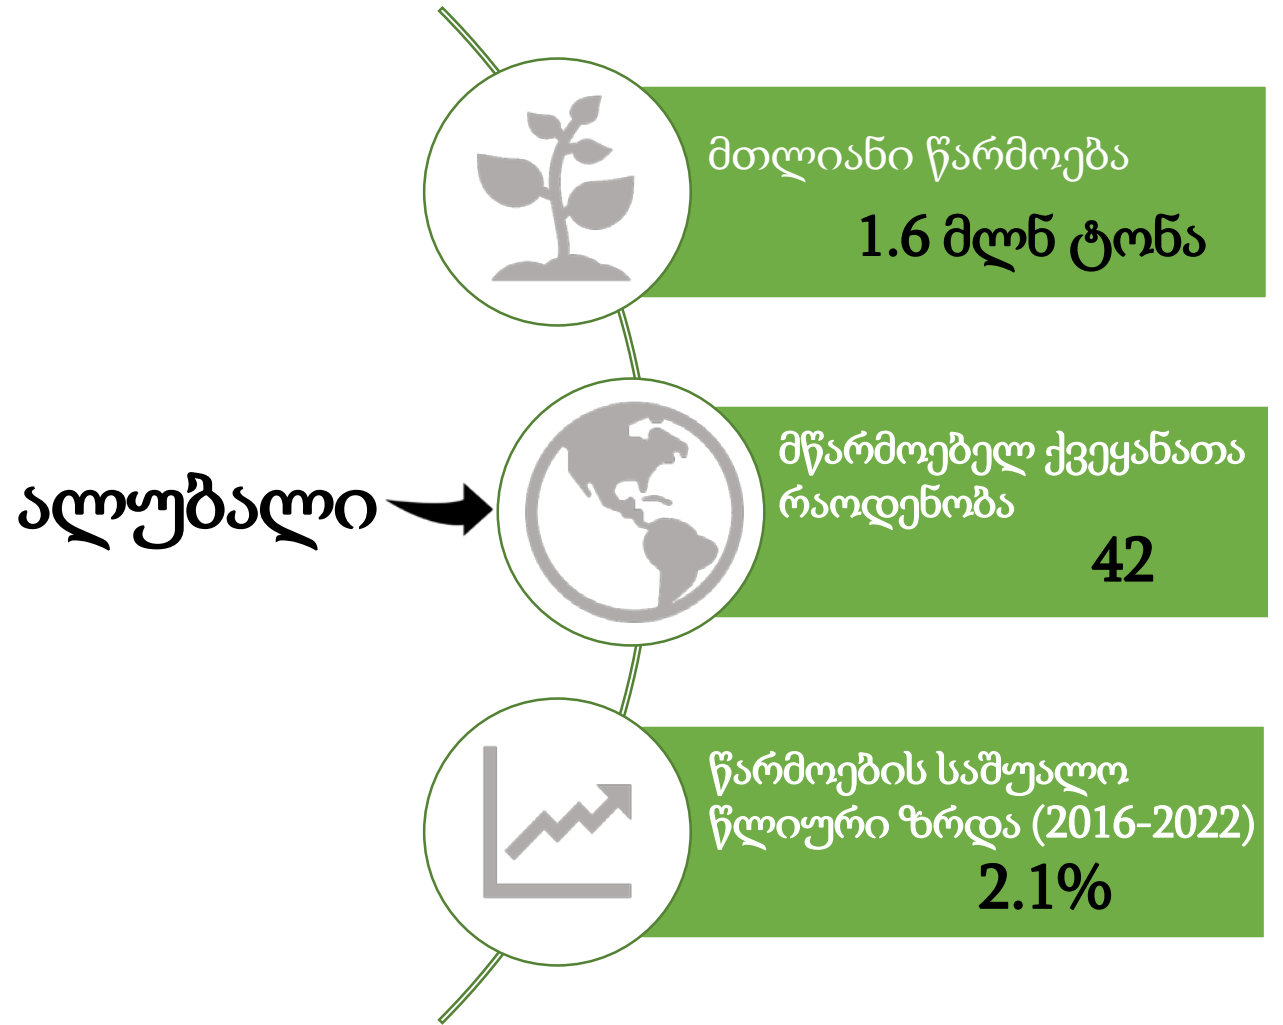 მთლიანი წარმოება
1.6 მლნ ტონა
ალუბალი
მწარმოებელ ქვეყანათა
რაოდენობა
42
წარმოების საშუალო
წლიური ზრდა (2016-2022)
2.1%